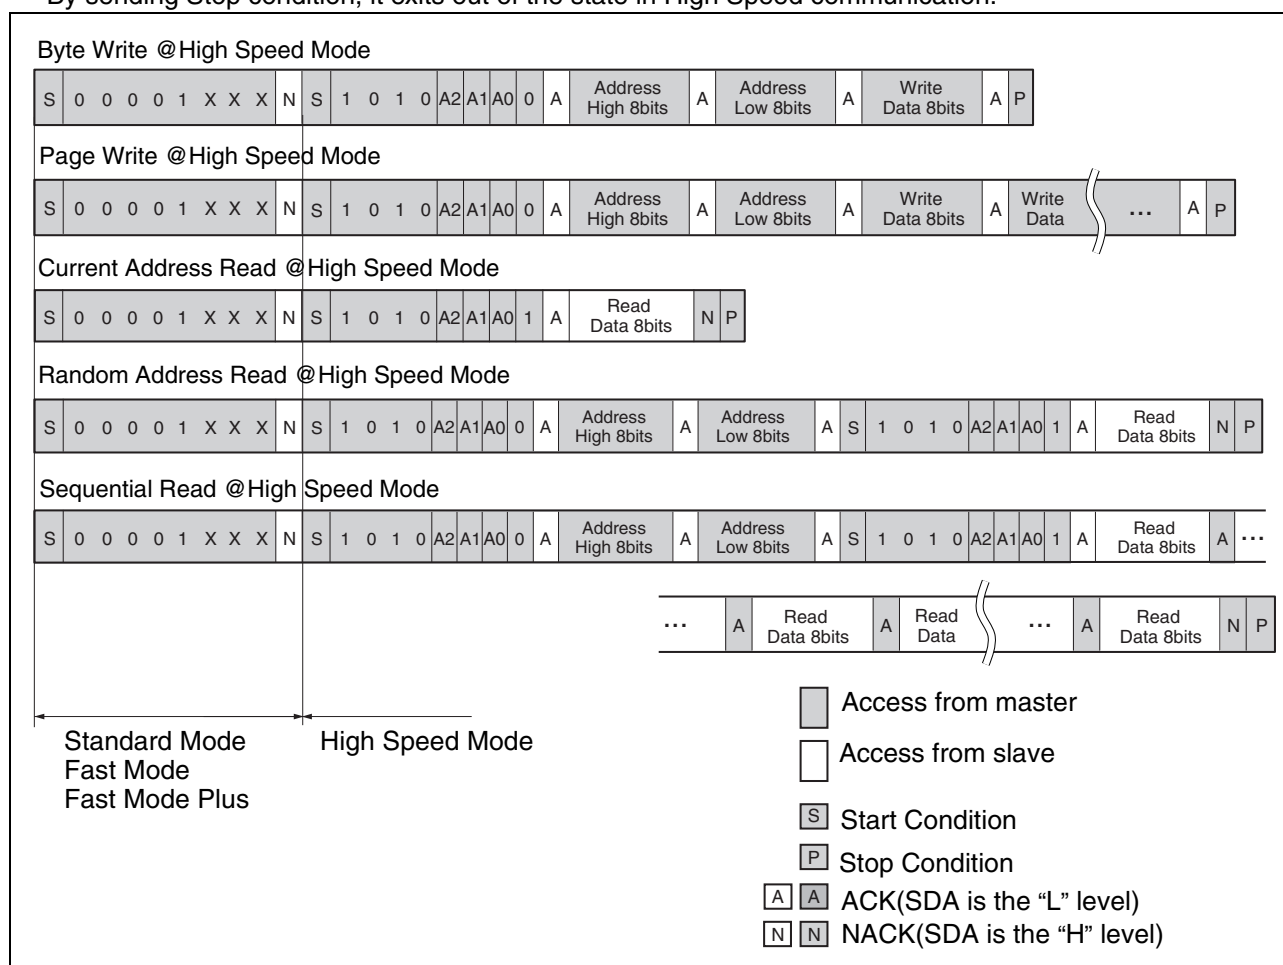 By sending Stop condition, it exits out of the state in High Speed communication.
Byte Write @High Speed Mode
S 0 0 0 0 1 X X X N S 1 0 1 0 A2 A1 A0 0 A Address High 8bits A Address Low 8bits A Write Data 8bits A P
Page Write @High Speed Mode
S 0 0 0 0 1 X X X N S 1 0 1 0 A2 A1 A0 0 A Address High 8bits A Address Low 8bits A Write Data 8bits A Write Data ... A P
Current Address Read @High Speed Mode
S 0 0 0 0 1 X X X N S 1 0 1 0 A2 A1 A0 1 A Read Data 8bits N P
Random Address Read @High Speed Mode
S 0 0 0 0 1 X X X N S 1 0 1 0 A2 A1 A0 0 A Address High 8bits A Address Low 8bits A S 1 0 1 0 A2 A1 A0 1 A Read Data 8bits N P
Sequential Read @High Speed Mode
S 0 0 0 0 1 X X X N S 1 0 1 0 A2 A1 A0 0 A Address High 8bits A Address Low 8bits A S 1 0 1 0 A2 A1 A0 1 A Read Data 8bits A ...
... A Read Data 8bits A Read Data ... A Read Data 8bits N P
Standard Mode
Fast Mode
Fast Mode Plus
High Speed Mode
Access from master
Access from slave
S Start Condition
P Stop Condition
A A ACK(SDA is the “L” level)
N N NACK(SDA is the “H” level)